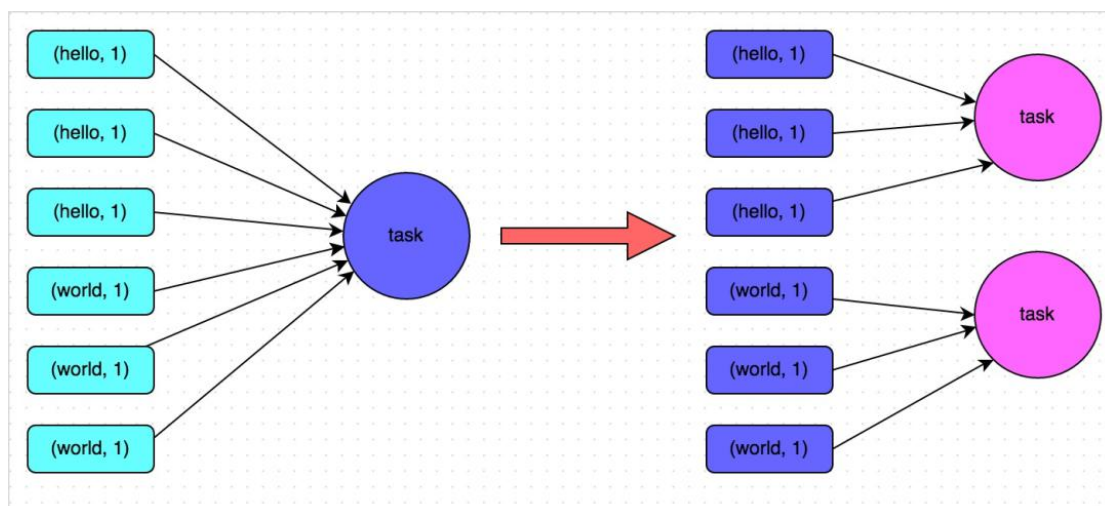 (hello, 1)
(hello, 1)
(hello, 1)
(world, 1)
(world, 1)
(world, 1)
task
(hello, 1)
(hello, 1)
(hello, 1)
(world, 1)
(world, 1)
(world, 1)
task
task